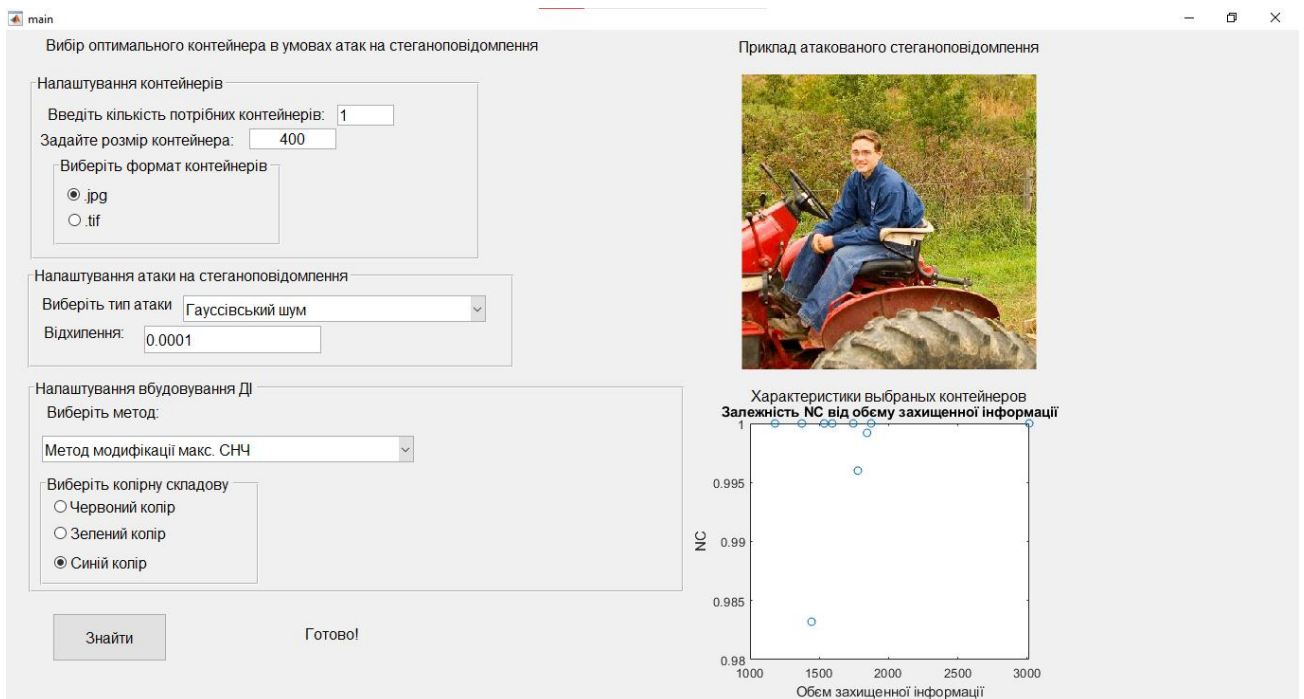 main
Вибір оптимального контейнера в умовах атак на стеганоповідомлення
Налаштування контейнерів
Введіть кількість потрібних контейнерів: 1
Задайте розмір контейнера: 400
Виберіть формат контейнерів
.jpg
.tif
Налаштування атаки на стеганоповідомлення
Виберіть тип атаки Гауссівський шум
Відхилення: 0.0001
Налаштування вбудовування ДІ
Виберіть метод:
Метод модифікації макс. СНЧ
Виберіть колірну складову
Червоний колір
Зелений колір
Синій колір
Знайти
Готово!
Приклад атакованого стеганоповідомлення
Характеристики выбраных контейнеров
Залежність NC від обєму захищенної інформації
1
0.995
0.99
0.985
0.98
NC
1000 1500 2000 2500 3000
Обєм захищенної інформації